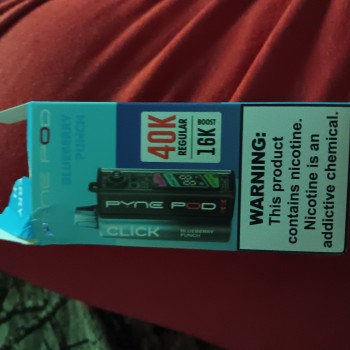 PYNE POD
BLUEBERRY
PUNCH
40K
REGULAR
16K
BOOST
PYNE POD
CLICK
BLUEBERRY
PUNCH
WARNING:
This product
contains nicotine.
Nicotine is an
addictive chemical.